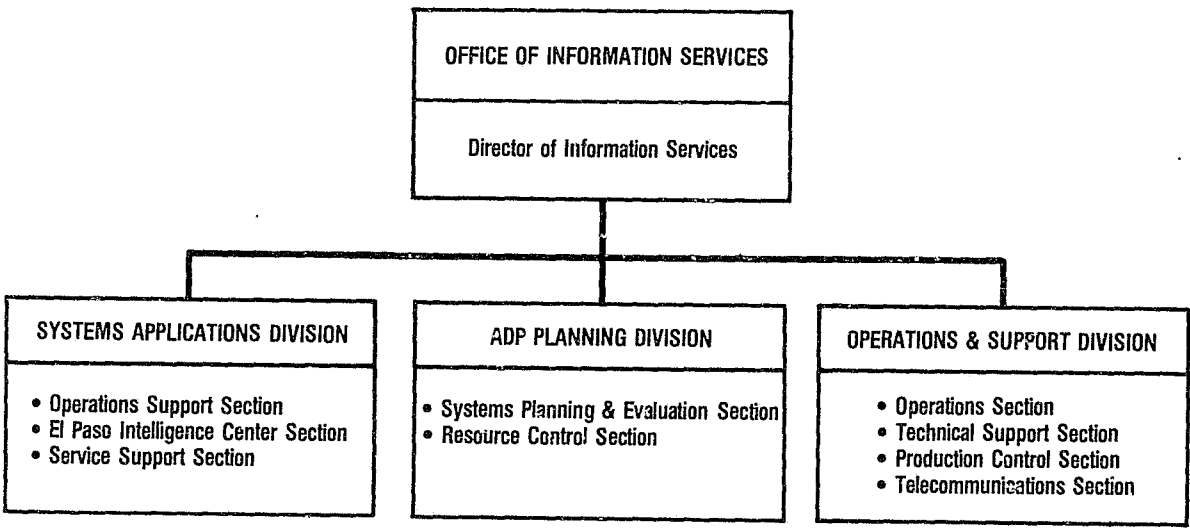 OFFICE OF INFORMATION SERVICES
Director of Information Services
SYSTEMS APPLICATIONS DIVISION
• Operations Support Section
• El Paso Intelligence Center Section
• Service Support Section
ADP PLANNING DIVISION
• Systems Planning & Evaluation Section
• Resource Control Section
OPERATIONS & SUPPORT DIVISION
• Operations Section
• Technical Support Section
• Production Control Section
• Telecommunications Section